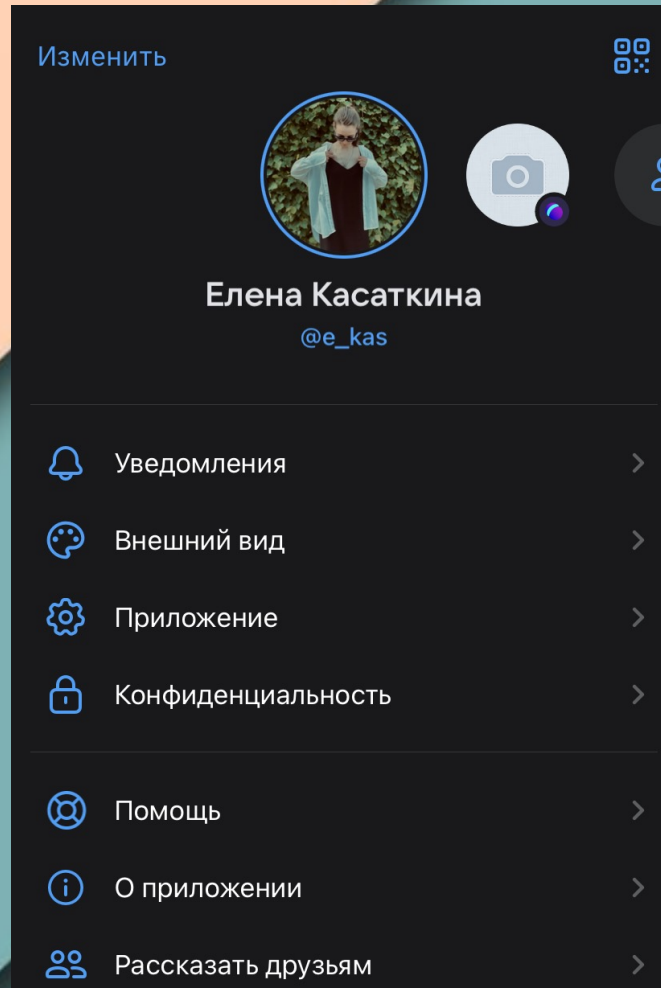 Изменить
Елена Касаткина
@e_kas
Уведомления
Внешний вид
Приложение
Конфиденциальность
Помощь
О приложении
Рассказать друзьям